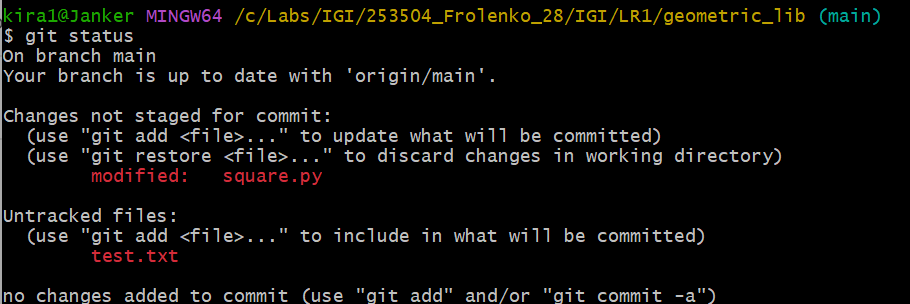 kira1@Janker MINGW64 /c/Labs/IGI/253504_Frolenko_28/IGI/LR1/geometric_lib (main)
$ git status
On branch main
Your branch is up to date with 'origin/main'.

Changes not staged for commit:
  (use "git add <file>..." to update what will be committed)
  (use "git restore <file>..." to discard changes in working directory)
        modified:   square.py

Untracked files:
  (use "git add <file>..." to include in what will be committed)
        test.txt

no changes added to commit (use "git add" and/or "git commit -a")